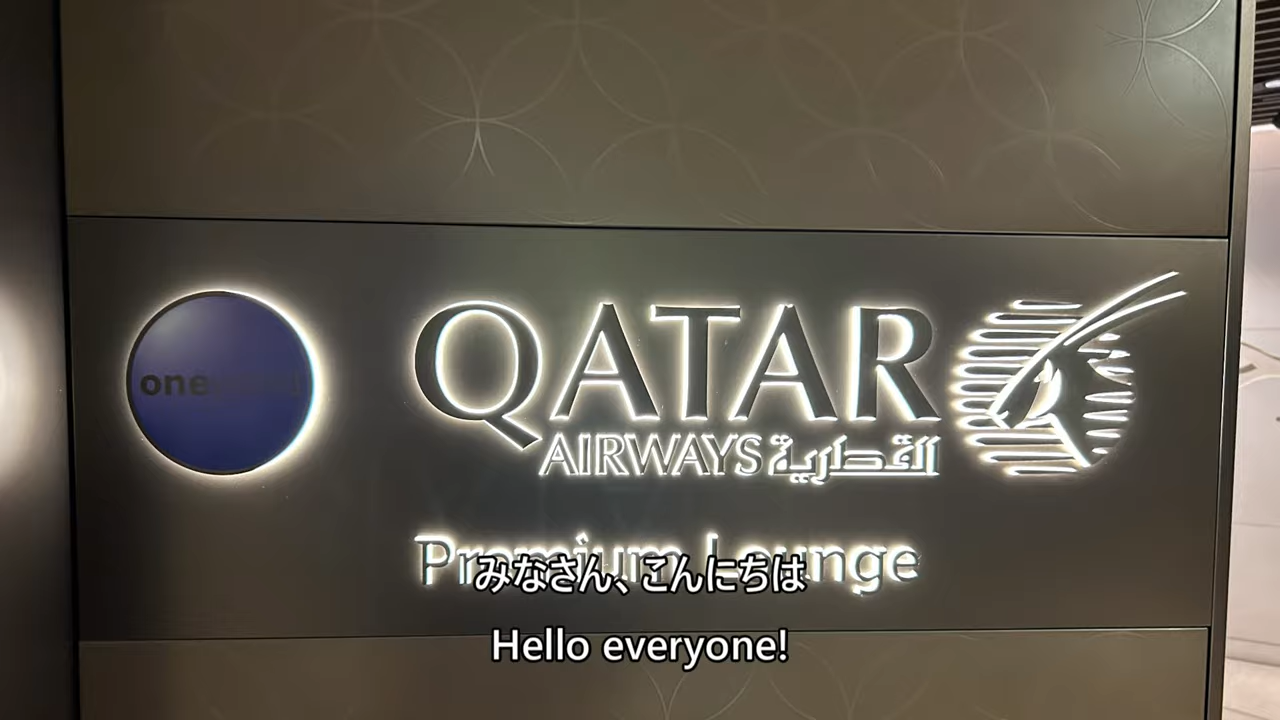 one
QATAR
AIRWAYS القطرية
Premium Lounge
みなさん、こんにちは
Hello everyone!